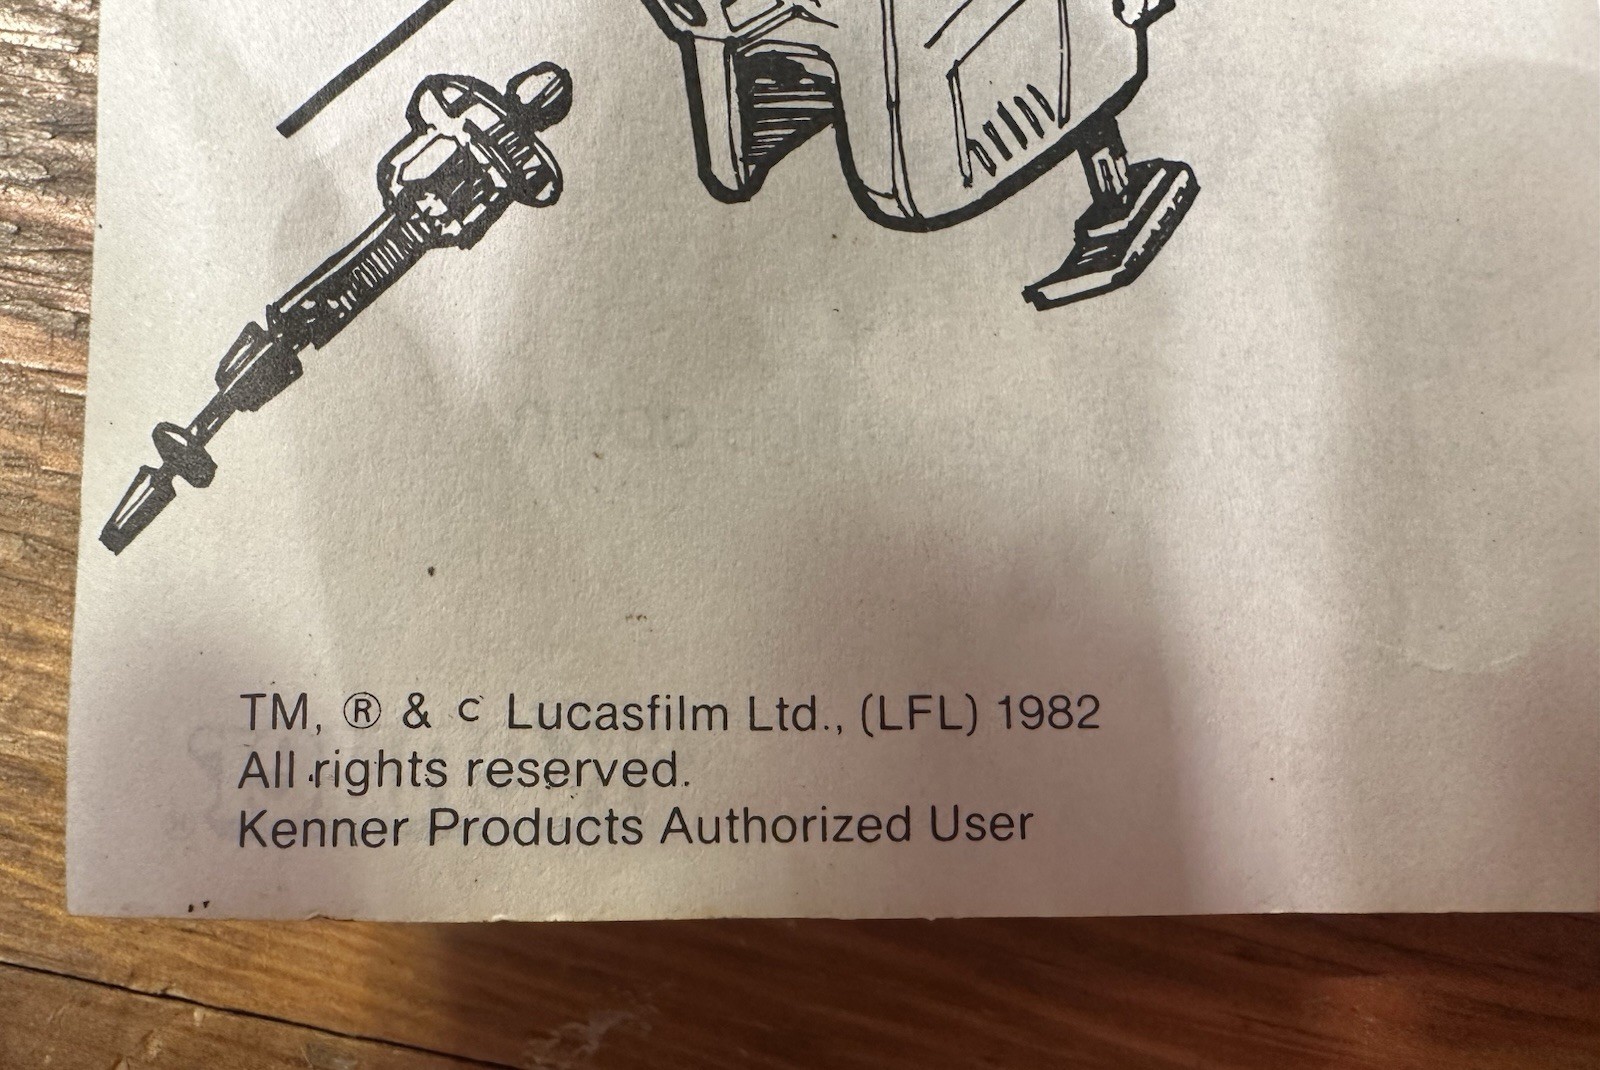 TM, ® & c Lucasfilm Ltd., (LFL) 1982
All rights reserved.
Kenner Products Authorized User